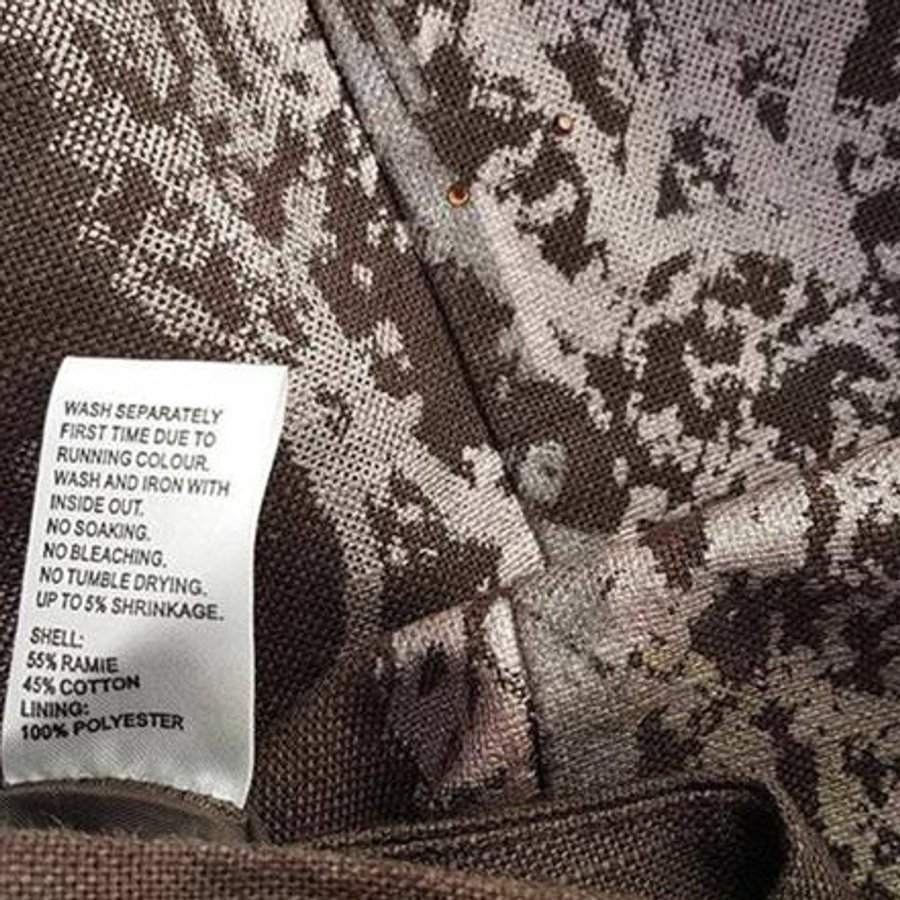 WASH SEPARATELY
FIRST TIME DUE TO
RUNNING COLOUR.
WASH AND IRON WITH
INSIDE OUT.
NO SOAKING.
NO BLEACHING.
NO TUMBLE DRYING.
UP TO 5% SHRINKAGE.
SHELL:
55% RAMIE
45% COTTON
LINING:
100% POLYESTER